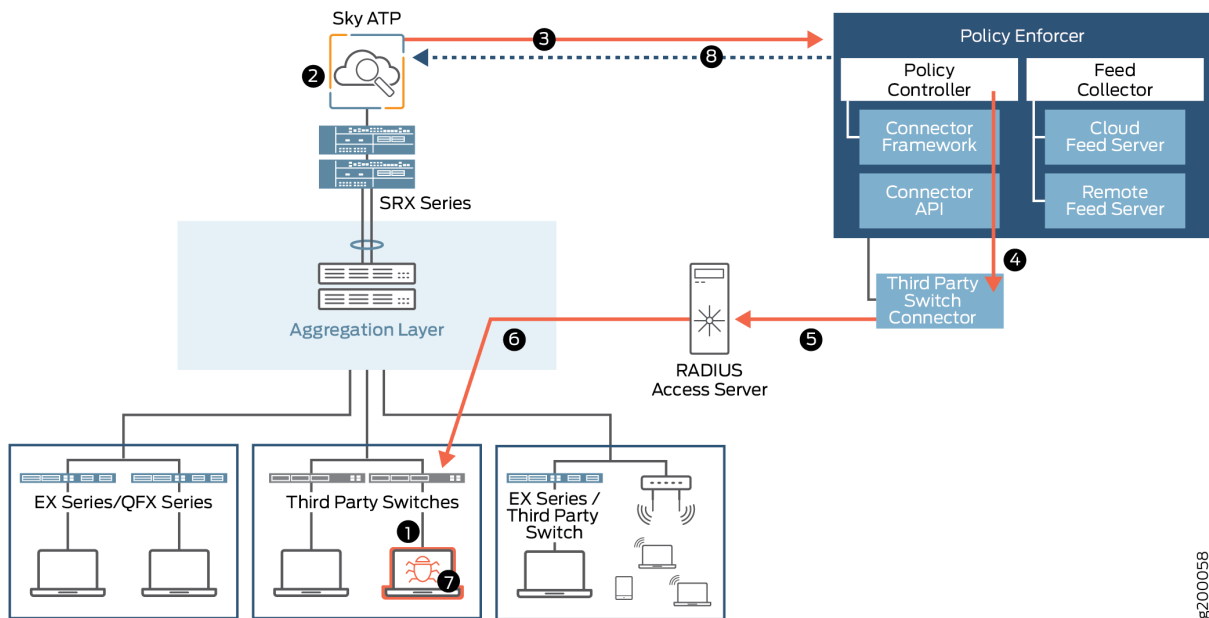 Sky ATP
3
8
2
Policy Enforcer
Policy
Controller
Feed
Collector
Connector
Framework
Cloud
Feed Server
Connector
API
Remote
Feed Server
SRX Series
4
Third Party
Switch
Connector
Aggregation Layer
6
5
RADIUS
Access Server
EX Series/QFX Series
Third Party Switches
EX Series /
Third Party
Switch
1
7
g200058